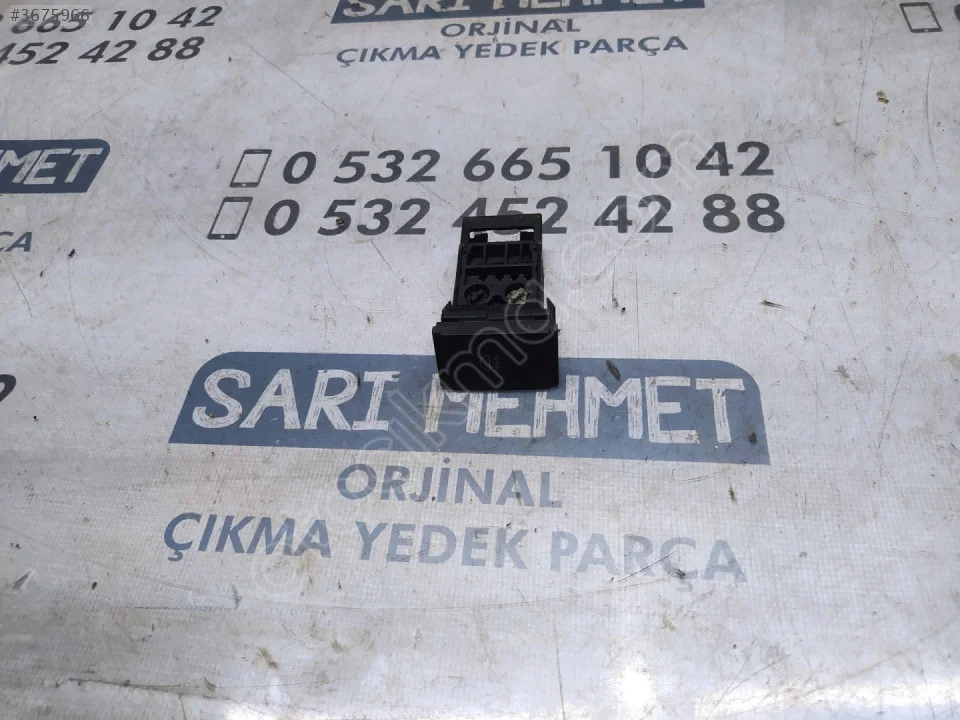 #3675966
665 10 42
452 42 88
SARI MEHMET
ORJİNAL
ÇIKMA YEDEK PARÇA
MEHMET
ÇA
0 532 665 10 42
0 532 452 42 88
SARI MEHMET
ORJİNAL
ÇIKMA YEDEK PARÇA